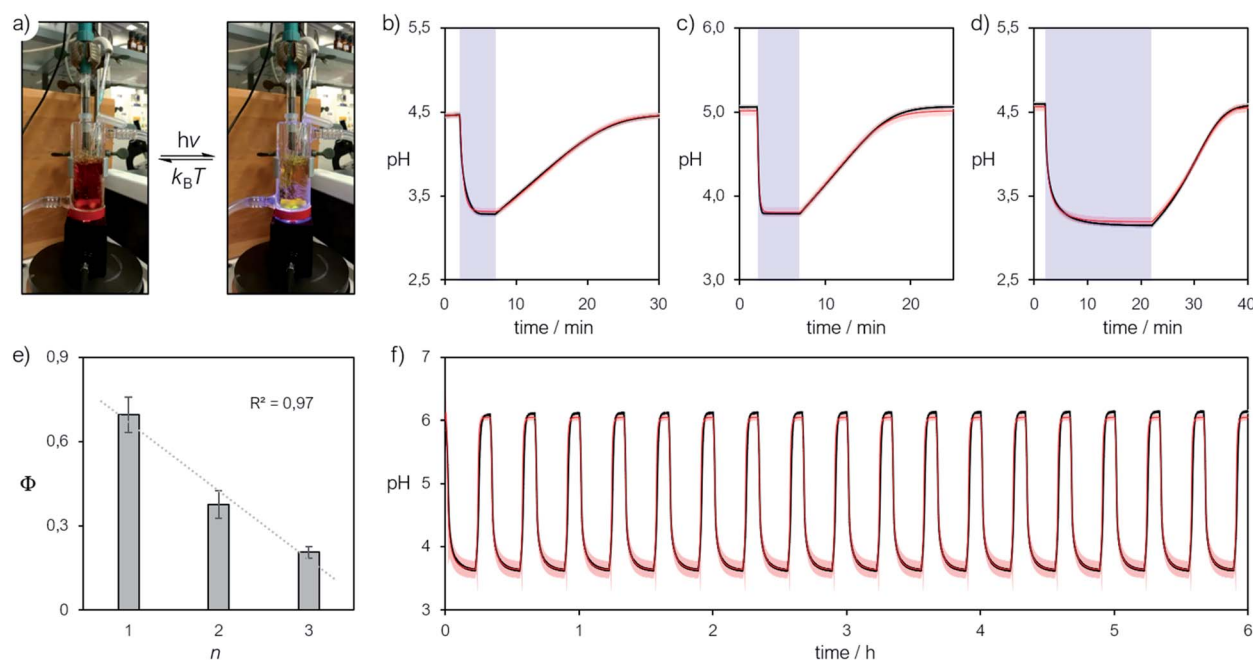 a)
hν
k_BT
b)
5,5
4,5
pH
3,5
2,5
0 10 20 30
time / min
c)
6,0
5,0
pH
4,0
3,0
0 10 20
time / min
d)
5,5
4,5
pH
3,5
2,5
0 10 20 30 40
time / min
e)
0,9
R² = 0,97
0,6
Φ
0,3
0
1 2 3
n
f)
7
6
pH
5
4
3
0 1 2 3 4 5 6
time / h